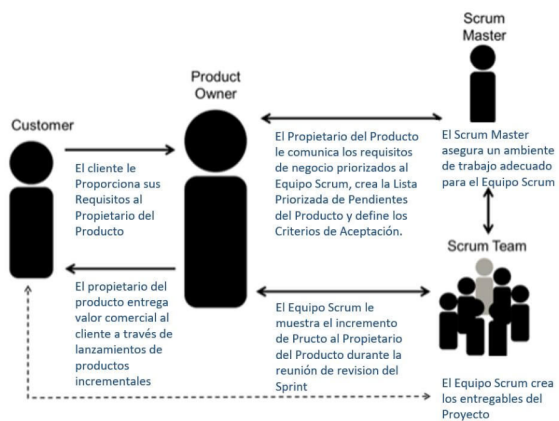 Scrum
Master
Product
Owner
Customer
El cliente le
Proporciona sus
Requisitos al
Propietario del
Producto
El Propietario del Producto
le comunica los requisitos
de negocio priorizados al
Equipo Scrum, crea la Lista
Priorizada de Pendientes
del Producto y define los
Criterios de Aceptación.
El Scrum Master
asegura un ambiente
de trabajo adecuado
para el Equipo Scrum
Scrum Team
El propietario del
producto entrega
valor comercial al
cliente a través de
lanzamientos de
productos
incrementales
El Equipo Scrum le
muestra el incremento
de Pructo al Propietario
del Producto durante la
reunión de revision del
Sprint
El Equipo Scrum crea
los entregables del
Proyecto